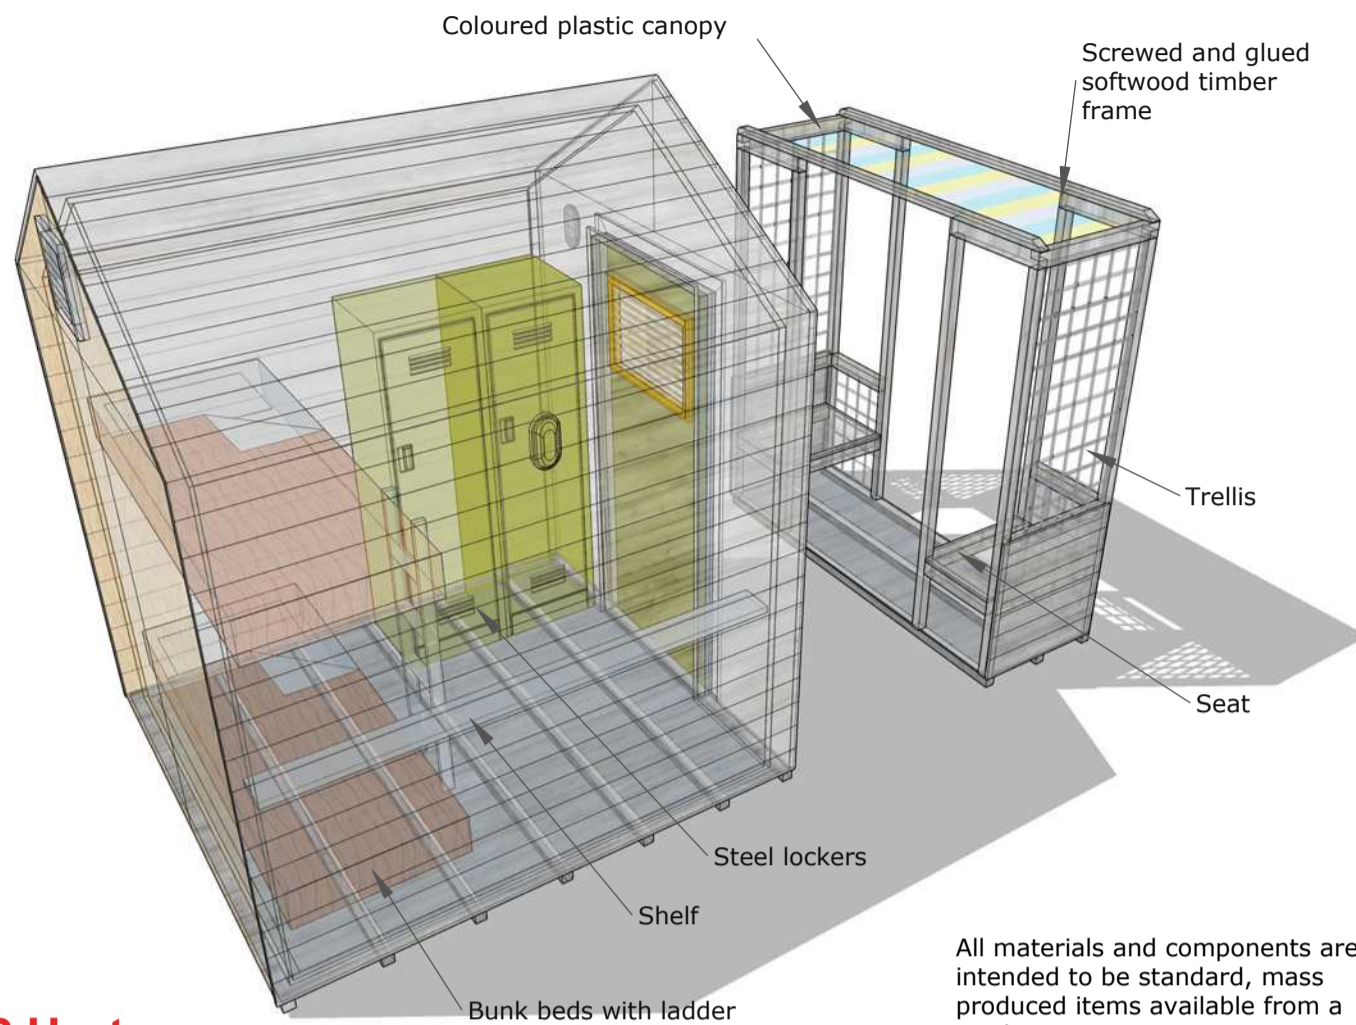 Coloured plastic canopy
Screwed and glued
softwood timber
frame
Trellis
Seat
Steel lockers
Shelf
Bunk beds with ladder
All materials and components are
intended to be standard, mass
produced items available from a